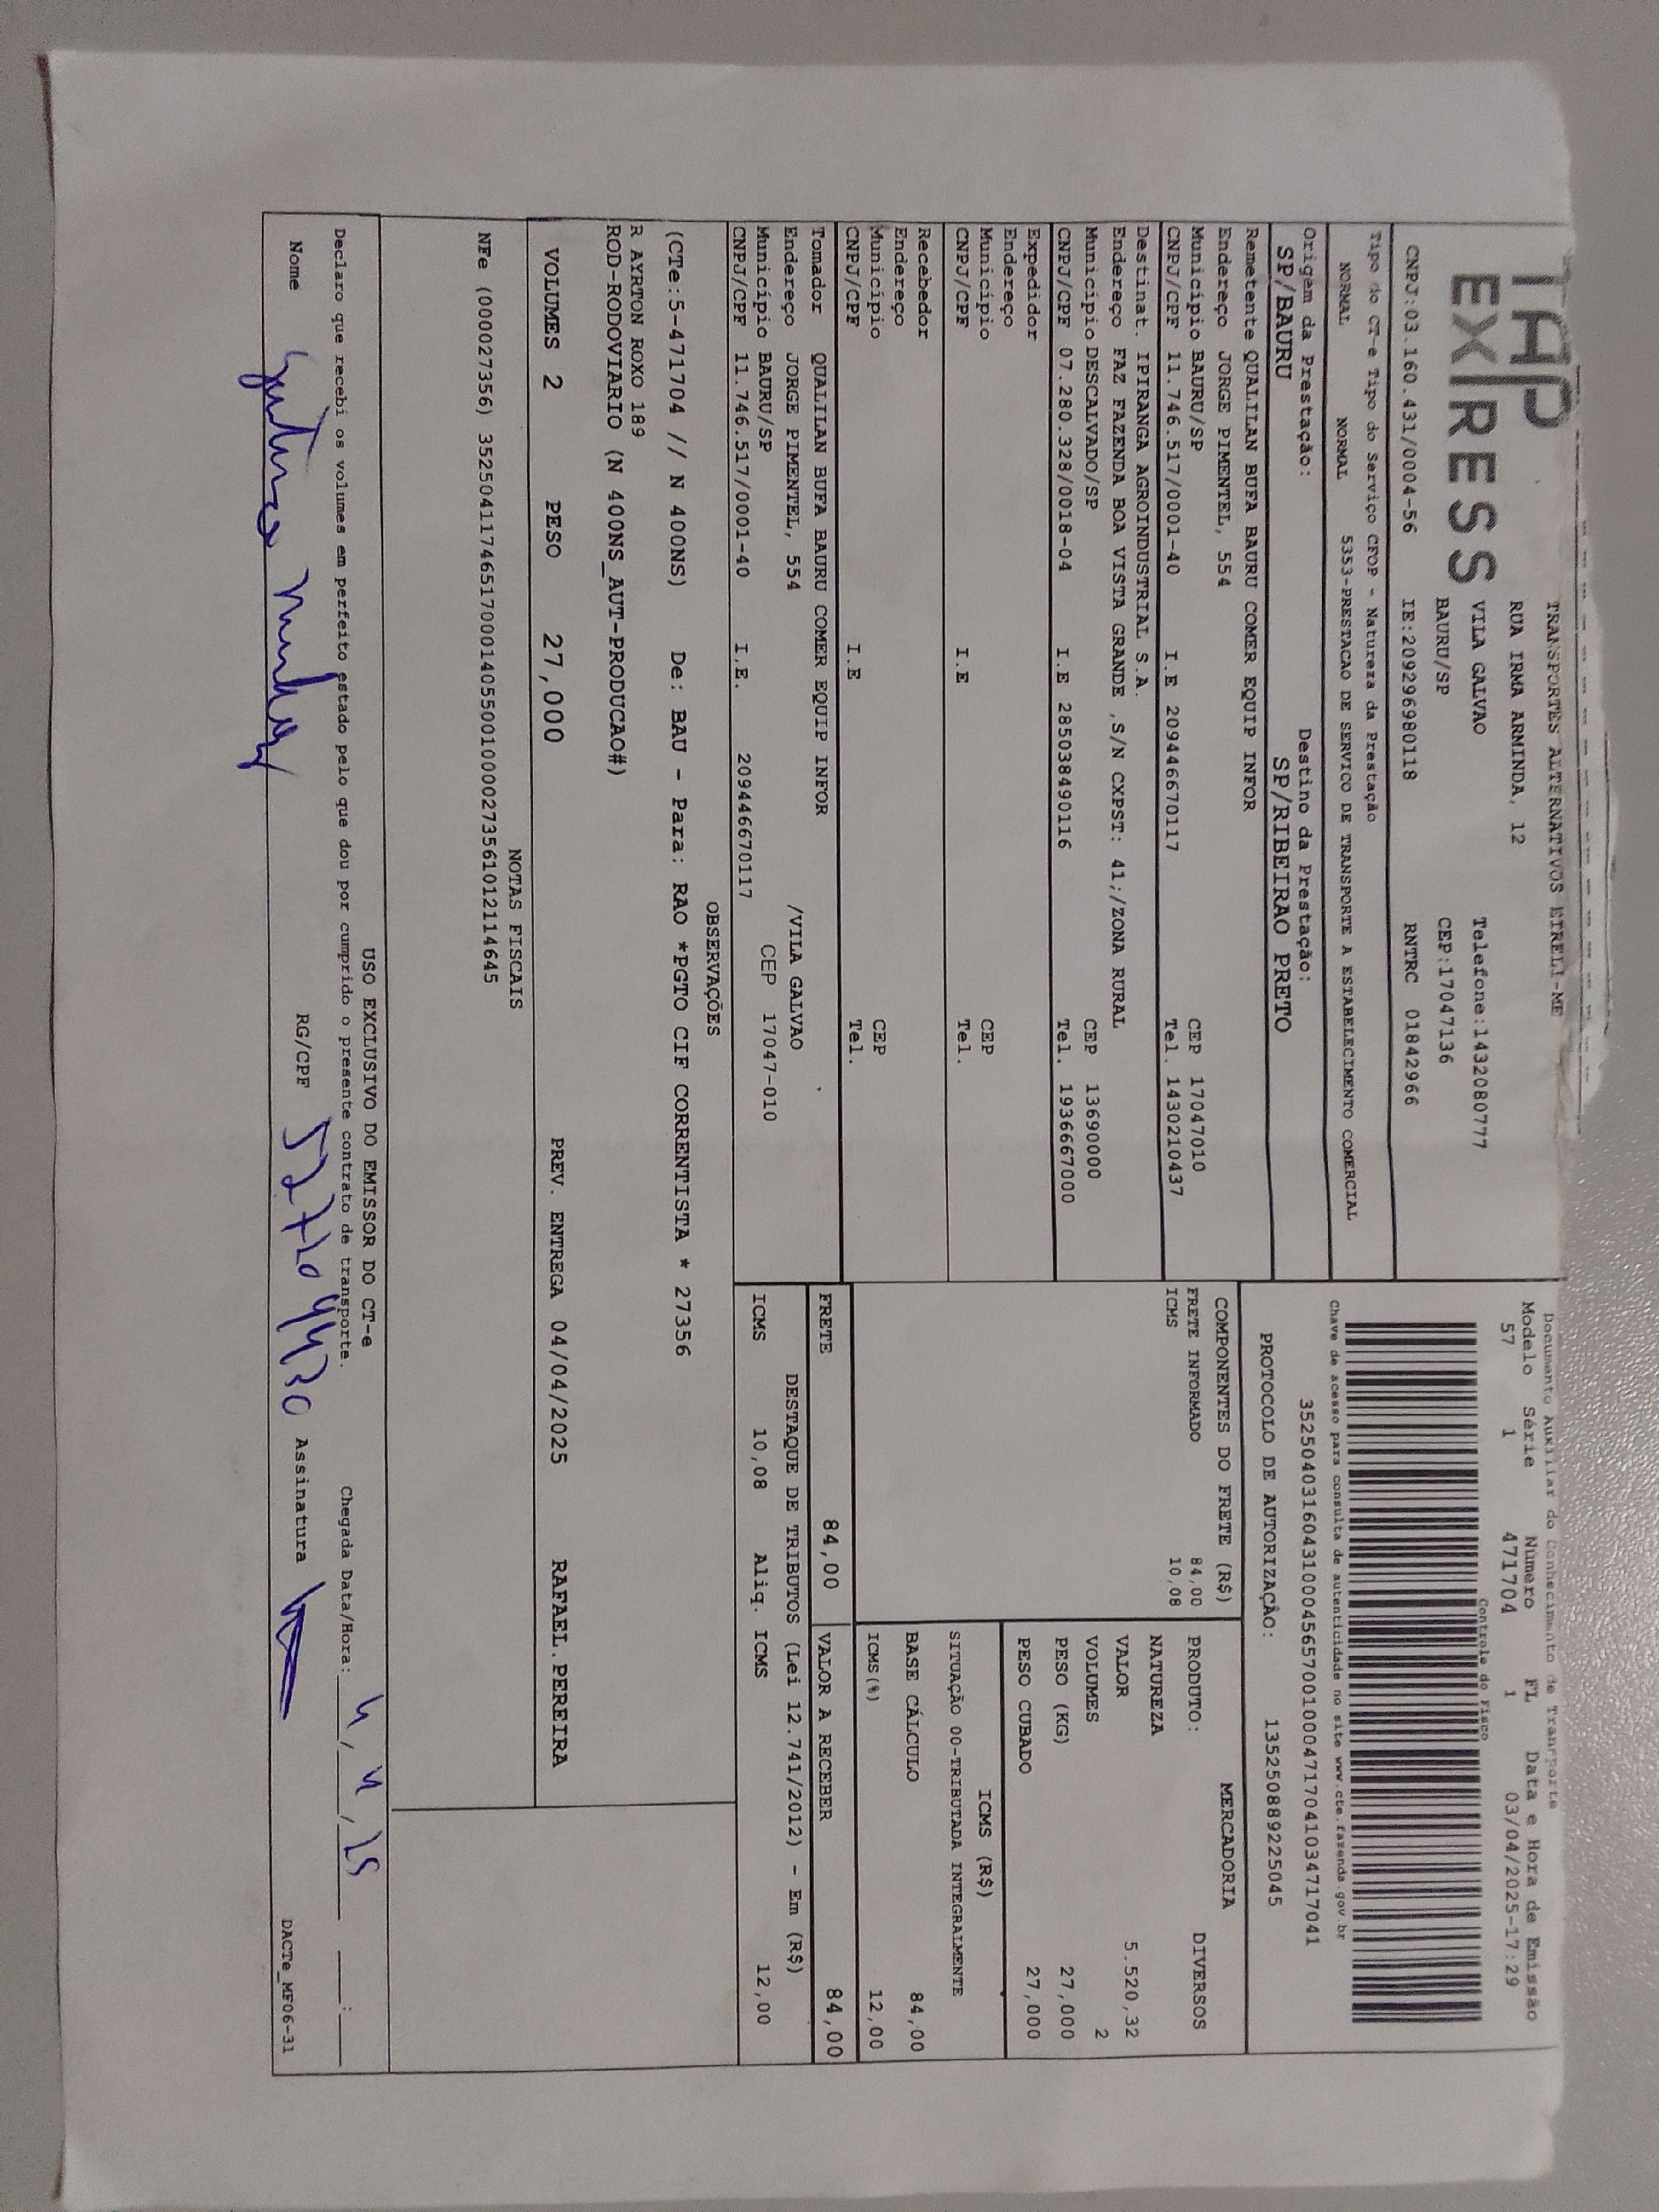 TAP
EXPRESS
TRANSPORTES ALTERNATIVOS EIRELI-ME
RUA IRMA ARMINDA, 12
VILA GALVAO Telefone:1432080777
BAURU/SP CEP:17047136
CNPJ:03.160.431/0004-56 IE:209296980118 RNTRC 01842966
Documento Auxiliar do Conhecimento de Transporte
Modelo Série Número FL Data e Hora de Emissão
57 1 471704 1 03/04/2025-17:29
Controle do Fisco
Chave de acesso para consulta de autenticidade no site www.cte.fazenda.gov.br
35250403160431000456570010004717041034717041
PROTOCOLO DE AUTORIZAÇÃO: 135250889225045
Tipo do CT-e Tipo do Serviço CFOP - Natureza da Prestação
NORMAL NORMAL 5353-PRESTACAO DE SERVICO DE TRANSPORTE A ESTABELECIMENTO COMERCIAL
Origem da Prestação: Destino da Prestação:
SP/BAURU SP/RIBEIRAO PRETO
Remetente QUALILAN BUFA BAURU COMER EQUIP INFOR
Endereço JORGE PIMENTEL, 554
Município BAURU/SP CEP 17047010
CNPJ/CPF 11.746.517/0001-40 I.E 209446670117 Tel. 1430210437
Destinat. IPIRANGA AGROINDUSTRIAL S.A.
Endereço FAZ FAZENDA BOA VISTA GRANDE ,S/N CXPST: 41;/ZONA RURAL
Município DESCALVADO/SP CEP 13690000
CNPJ/CPF 07.280.328/0018-04 I.E 285038490116 Tel. 1936667000
Expedidor
Endereço
Município CEP
CNPJ/CPF I.E Tel.
Recebedor
Endereço
Município CEP
CNPJ/CPF I.E Tel.
Tomador QUALILAN BUFA BAURU COMER EQUIP INFOR
Endereço JORGE PIMENTEL, 554 /VILA GALVAO
Município BAURU/SP CEP 17047-010
CNPJ/CPF 11.746.517/0001-40 I.E. 209446670117
COMPONENTES DO FRETE (R$)
FRETE INFORMADO 84,00
ICMS 10,08
MERCADORIA
PRODUTO: DIVERSOS
NATUREZA
VALOR 5.520,32
VOLUMES 2
PESO (KG) 27,000
PESO CUBADO 27,000
ICMS (R$)
SITUAÇÃO 00-TRIBUTADA INTEGRALMENTE
BASE CÁLCULO 84,00
ICMS(%) 12,00
FRETE 84,00 VALOR A RECEBER 84,00
DESTAQUE DE TRIBUTOS (Lei 12.741/2012) - Em (R$)
ICMS 10,08 Aliq. ICMS 12,00
OBSERVAÇÕES
(CTe:5-471704 // N 400NS) De: BAU - Para: RAO *PGTO CIF CORRENTISTA * 27356
R AYRTON ROXO 189
ROD-RODOVIARIO (N 400NS_AUT-PRODUCAO#)
VOLUMES 2 PESO 27,000 PREV. ENTREGA 04/04/2025 RAFAEL.PEREIRA
NOTAS FISCAIS
NFe (000027356) 35250411746517000140550010000273561012114645
USO EXCLUSIVO DO EMISSOR DO CT-e
Declaro que recebi os volumes em perfeito estado pelo que dou por cumprido o presente contrato de transporte. Chegada Data/Hora: 4/4/25 __:__
Nome RG/CPF Assinatura
DACTe_MF06-31